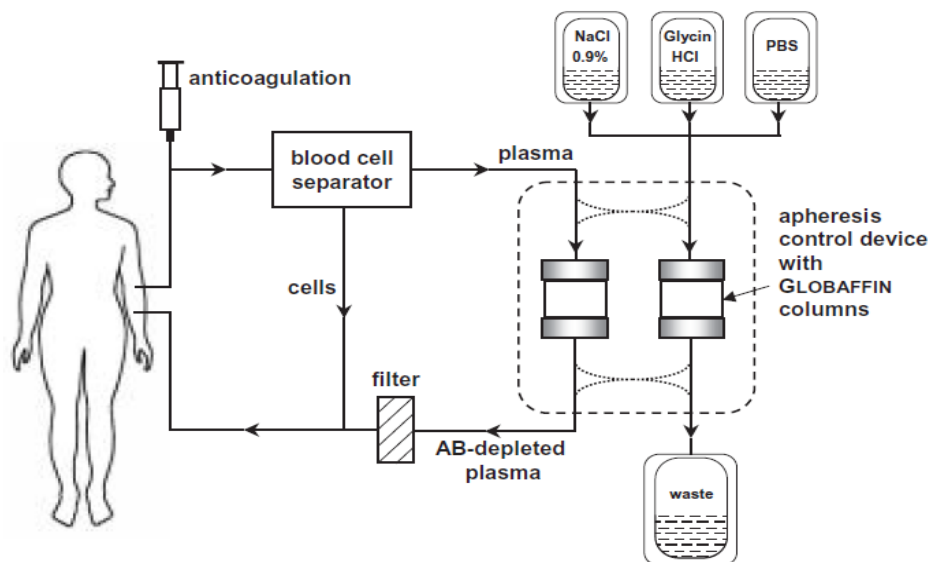 NaCl
0.9%
Glycin
HCl
PBS
anticoagulation
blood cell
separator
plasma
apheresis
control device
with
GLOBAFFIN
columns
cells
filter
AB-depleted
plasma
waste